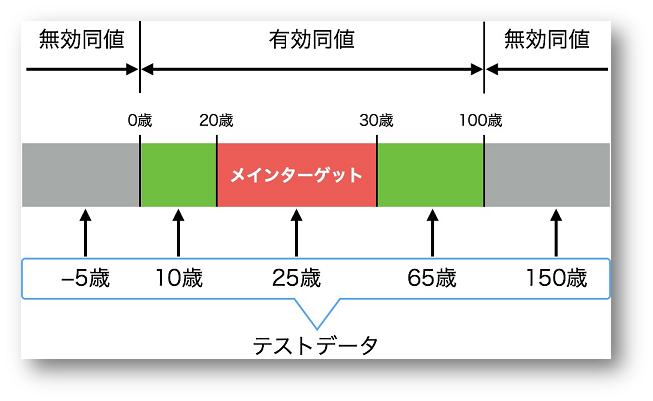 無効同値 有効同値 無効同値
0歳 20歳 30歳 100歳
メインターゲット
–5歳 10歳 25歳 65歳 150歳
テストデータ